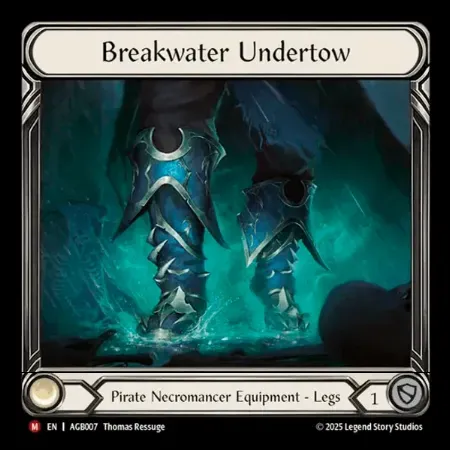 Breakwater Undertow
Pirate Necromancer Equipment - Legs
1
M EN | AGB007 Thomas Ressuge © 2025 Legend Story Studios